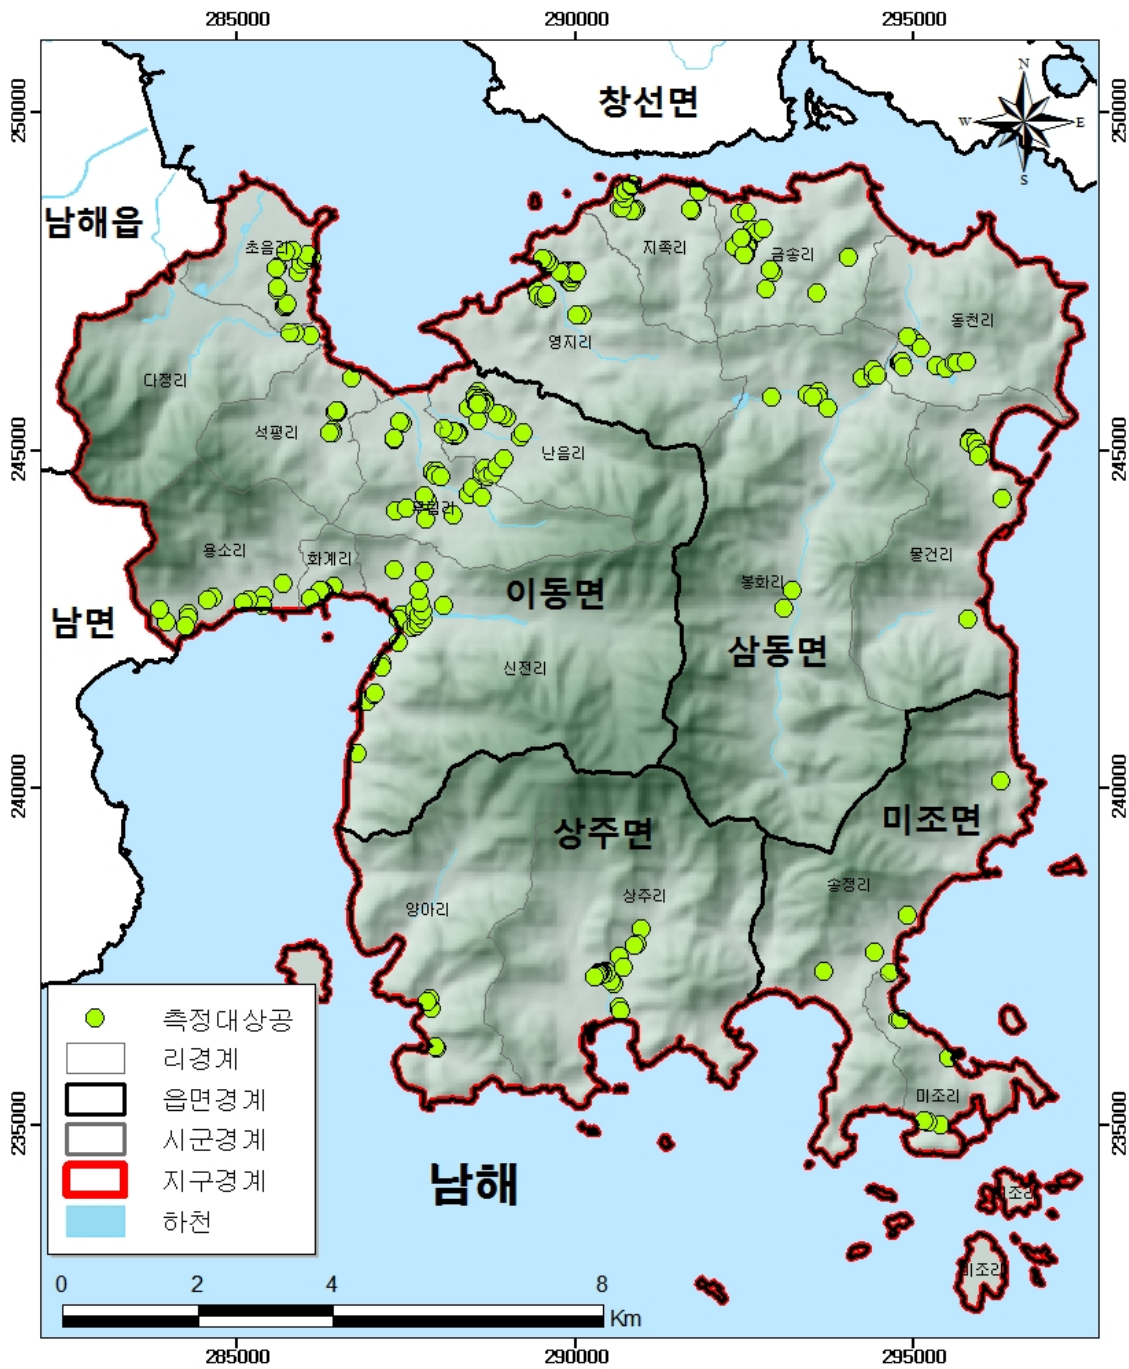 285000 290000 295000
250000 250000
창선면
N
W E
S
남해읍
초음리
지족리
금송리
동천리
영지리
다정리
석평리
245000 난음리 245000
무림리
용소리
화계리
물건리
봉화리
이동면
남면
삼동면
신전리
240000 240000
미조면
상주면
송정리
상주리
양아리
측정대상공
리경계
읍면경계
시군경계
지구경계
하천
미조리
235000 235000
남해
미조리
미조리
0 2 4 8
Km
285000 290000 295000